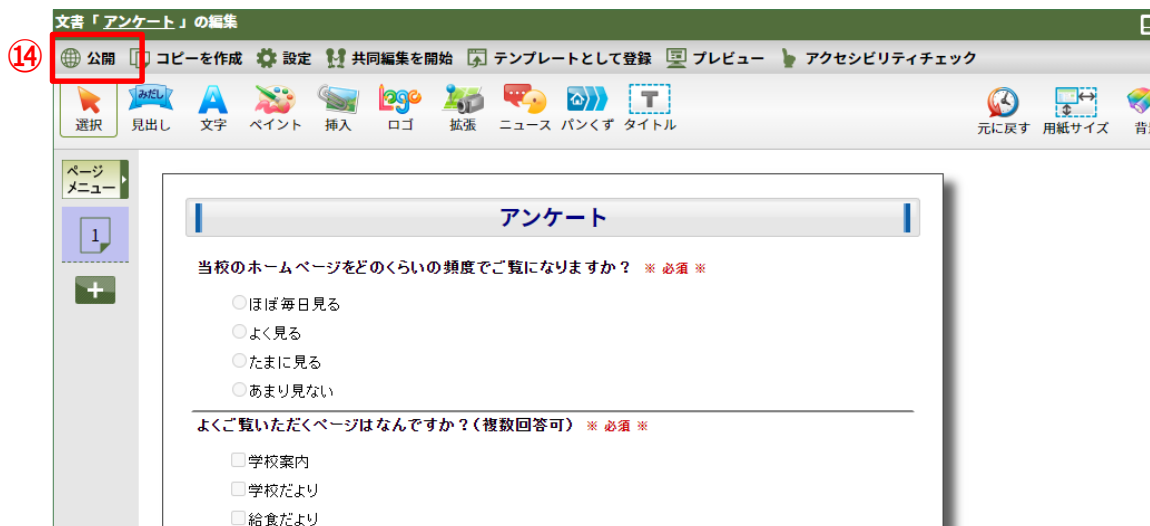 文書「 アンケート 」の編集
⑭ 公開 コピーを作成 設定 共同編集を開始 テンプレートとして登録 プレビュー アクセシビリティチェック
みだし Logo
選択 見出し 文字 ペイント 挿入 ロゴ 拡張 ニュース パンくず タイトル 元に戻す 用紙サイズ
ページ
メニュー
アンケート
1
当校のホームページをどのくらいの頻度でご覧になりますか？ ※ 必須 ※
ほぼ毎日見る
よく見る
たまに見る
あまり見ない
よくご覧いただくページはなんですか？（複数回答可） ※ 必須 ※
学校案内
学校だより
給食だより